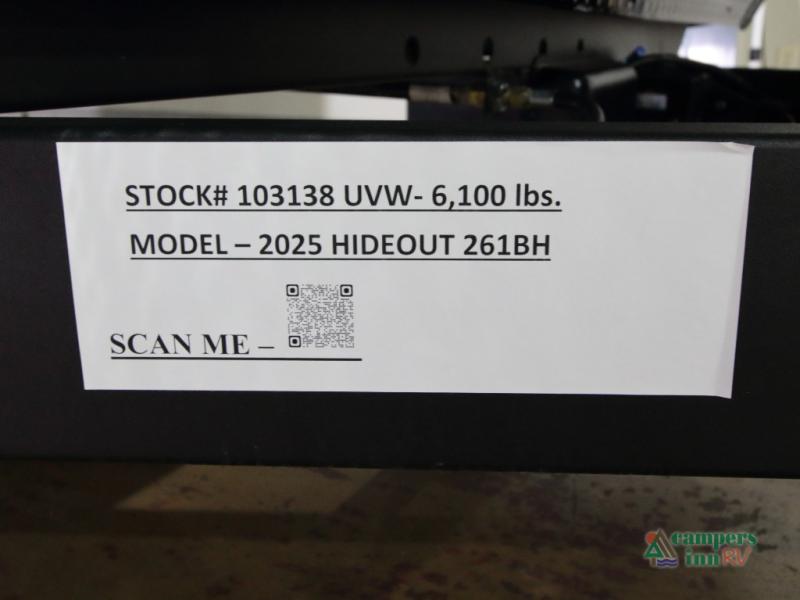 STOCK# 103138 UVW- 6,100 lbs.
MODEL – 2025 HIDEOUT 261BH
SCAN ME –
campers
inn RV